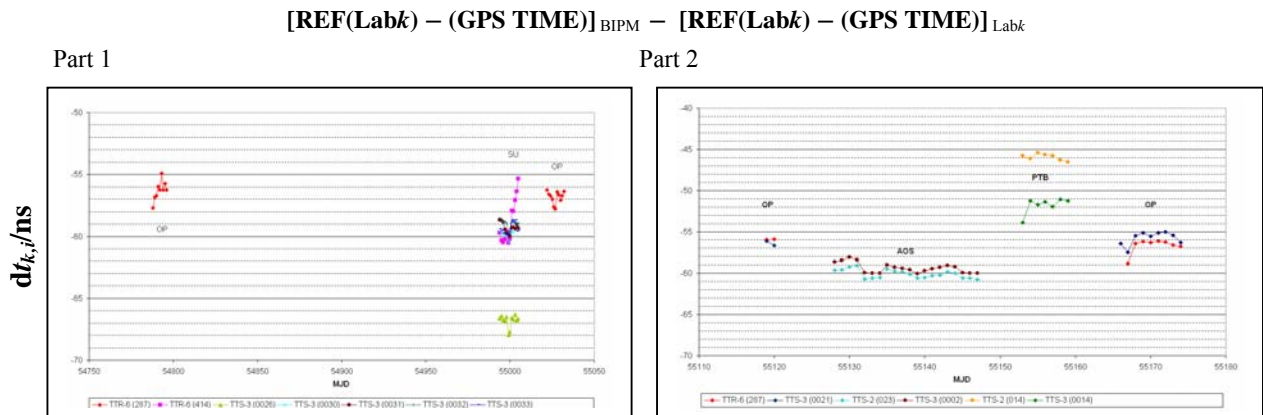 [REF(Labk) – (GPS TIME)] BIPM – [REF(Labk) – (GPS TIME)] Labk
Part 1
Part 2
dtk,i/ns
-50
-55
-60
-65
-70
54750
54800
54850
54900
54950
55000
55050
MJD
OP
SU
OP
TTR-6 (287)
TTR-6 (414)
TTS-3 (0026)
TTS-3 (0030)
TTS-3 (0031)
TTS-3 (0032)
TTS-3 (0033)
-40
-45
-50
-55
-60
-65
-70
55110
55120
55130
55140
55150
55160
55170
55180
MJD
OP
AOS
PTB
OP
TTR-6 (287)
TTS-3 (0021)
TTS-2 (023)
TTS-3 (0002)
TTS-2 (014)
TTS-3 (0014)